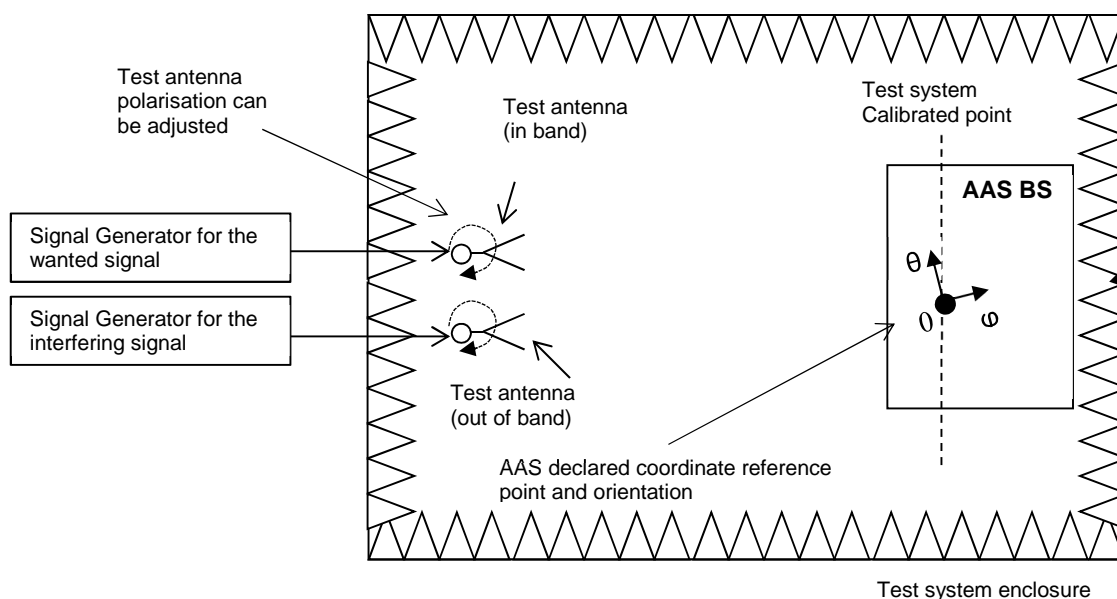 Test antenna
polarisation can
be adjusted
Test antenna
(in band)
Test system
Calibrated point
AAS BS
Signal Generator for the
wanted signal
Signal Generator for the
interfering signal
θ
0
φ
Test antenna
(out of band)
AAS declared coordinate reference
point and orientation
Test system enclosure